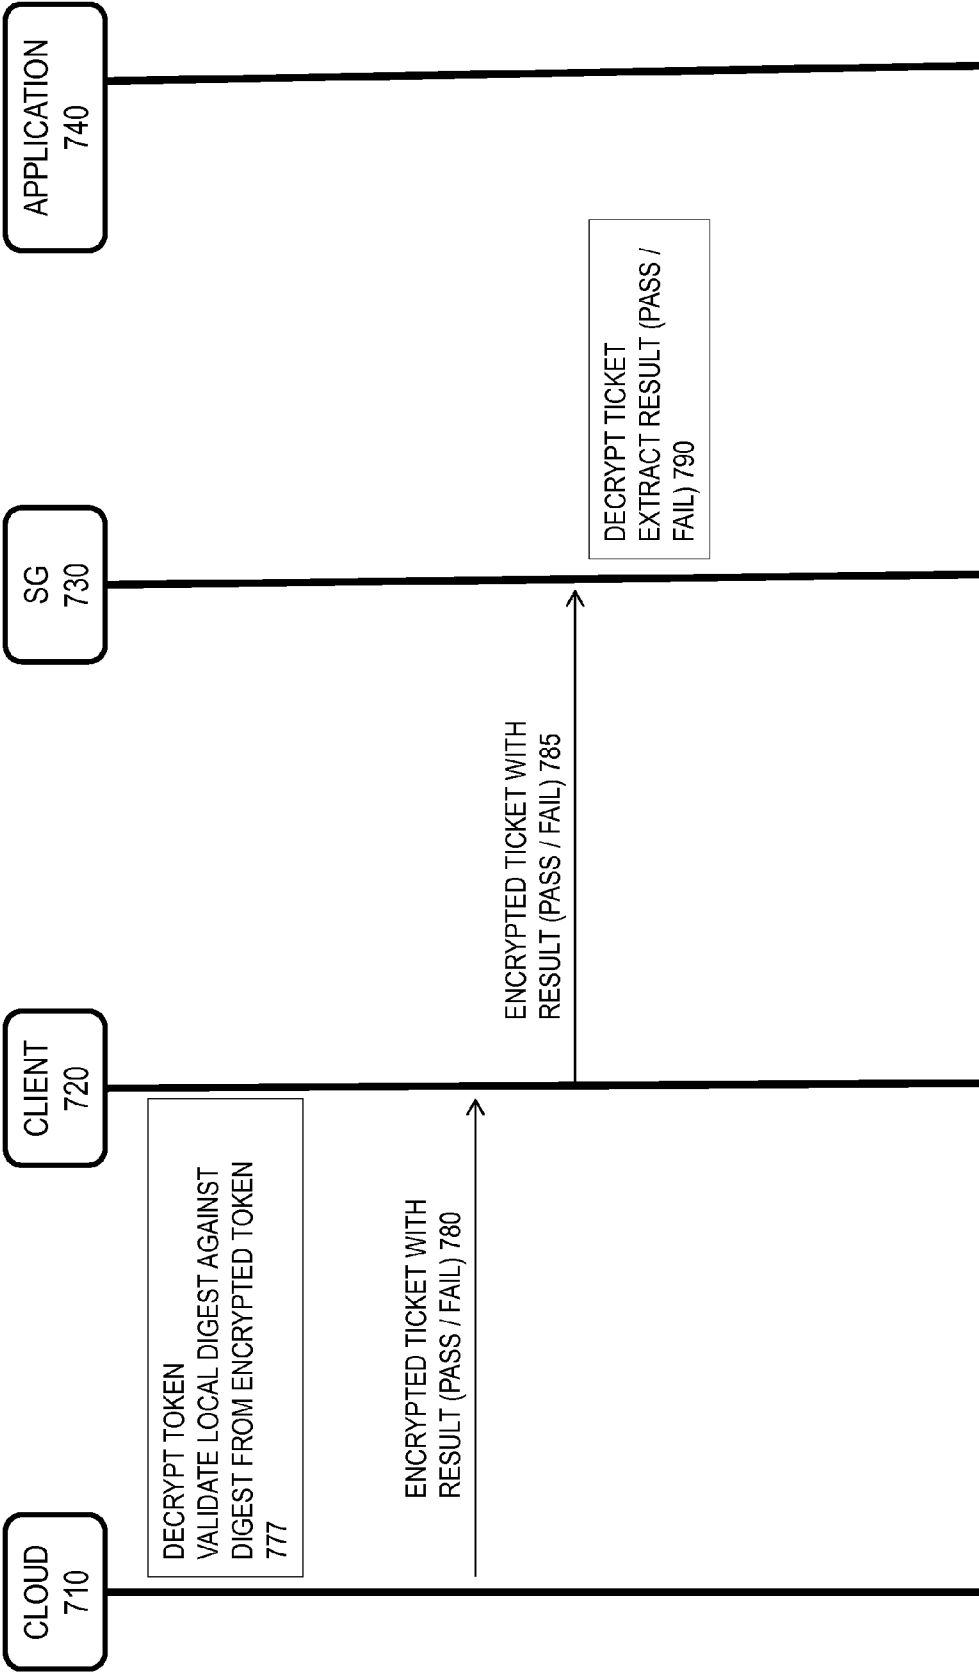 CLOUD
710
CLIENT
720
SG
730
APPLICATION
740
DECRYPT TOKEN
VALIDATE LOCAL DIGEST AGAINST
DIGEST FROM ENCRYPTED TOKEN
777
ENCRYPTED TICKET WITH
RESULT (PASS / FAIL) 780
ENCRYPTED TICKET WITH
RESULT (PASS / FAIL) 785
DECRYPT TICKET
EXTRACT RESULT (PASS /
FAIL) 790